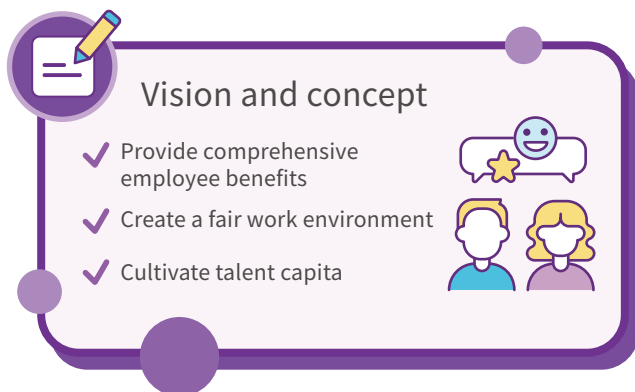 Vision and concept
Provide comprehensive
employee benefits
Create a fair work environment
Cultivate talent capita